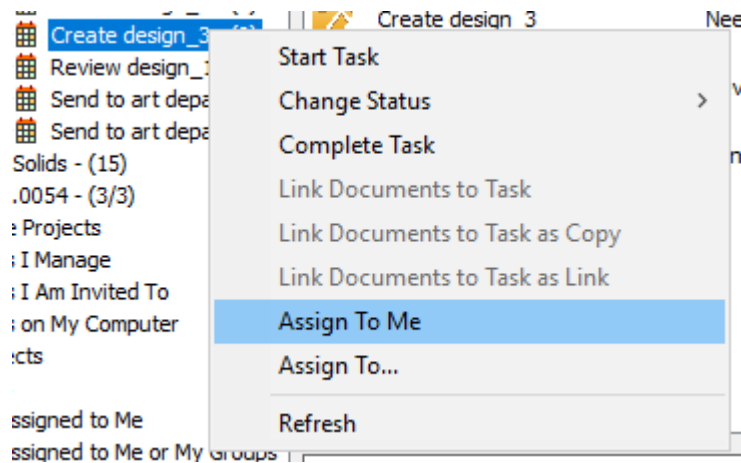 Create design_3
Create design_3 Nee
Review design_1
Send to art depa
Send to art depa
Solids - (15)
.0054 - (3/3)
Projects
I Manage
I Am Invited To
on My Computer
cts
ssigned to Me
ssigned to Me or My Groups
Start Task
Change Status
Complete Task
Link Documents to Task
Link Documents to Task as Copy
Link Documents to Task as Link
Assign To Me
Assign To...
Refresh